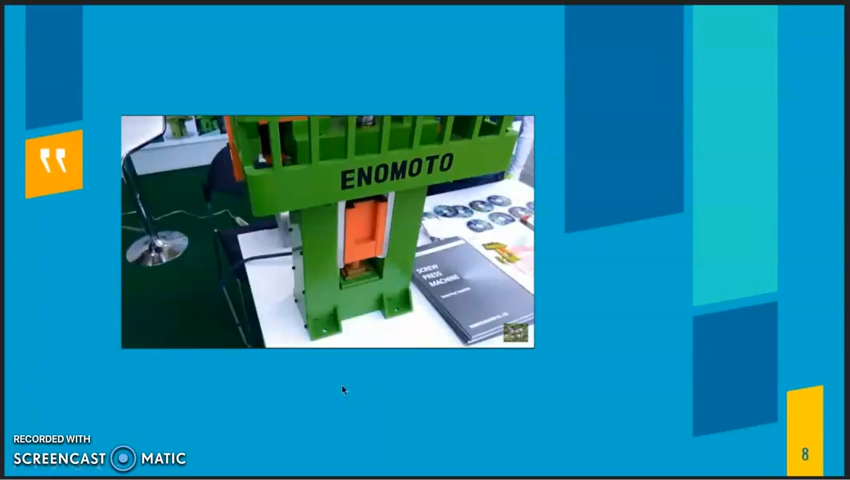 ENOMOTO
SCREW
PRESS
MACHINE
RECORDED WITH
SCREENCAST MATIC
8